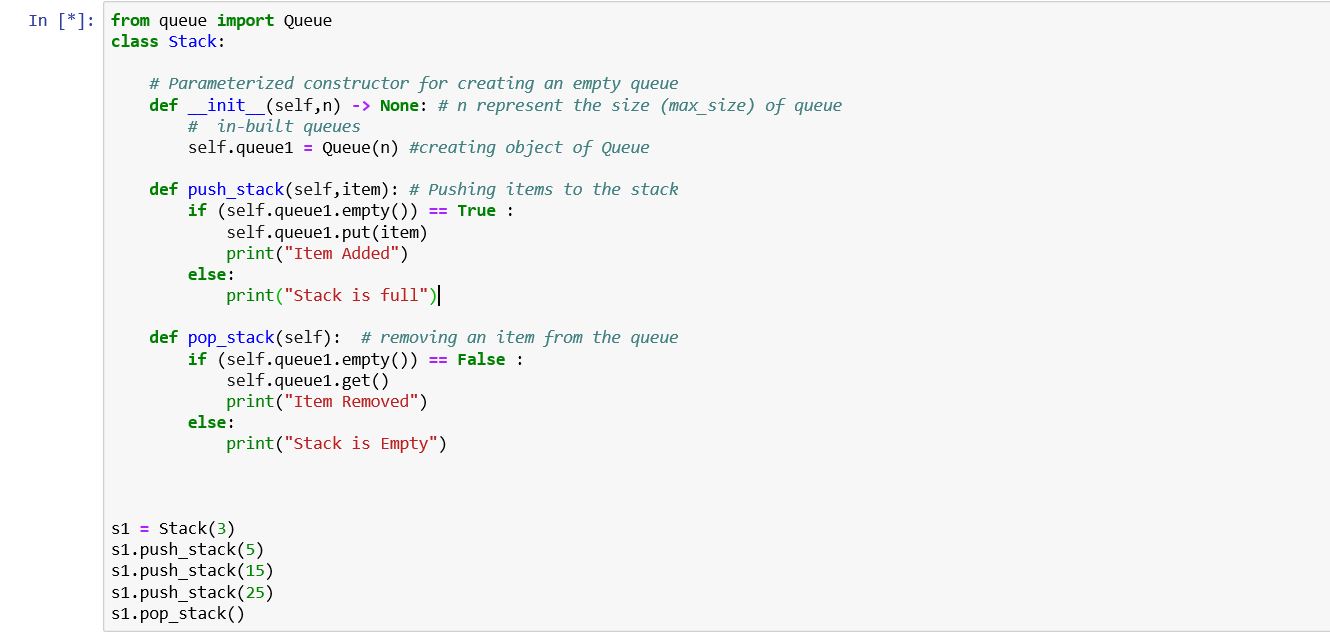 In [*]: from queue import Queue
class Stack:
    # Parameterized constructor for creating an empty queue
    def __init__(self,n) -> None: # n represent the size (max_size) of queue
        #  in-built queues
        self.queue1 = Queue(n) #creating object of Queue
    def push_stack(self,item): # Pushing items to the stack
        if (self.queue1.empty()) == True :
            self.queue1.put(item)
            print("Item Added")
        else:
            print("Stack is full")
    def pop_stack(self):  # removing an item from the queue
        if (self.queue1.empty()) == False :
            self.queue1.get()
            print("Item Removed")
        else:
            print("Stack is Empty")
s1 = Stack(3)
s1.push_stack(5)
s1.push_stack(15)
s1.push_stack(25)
s1.pop_stack()